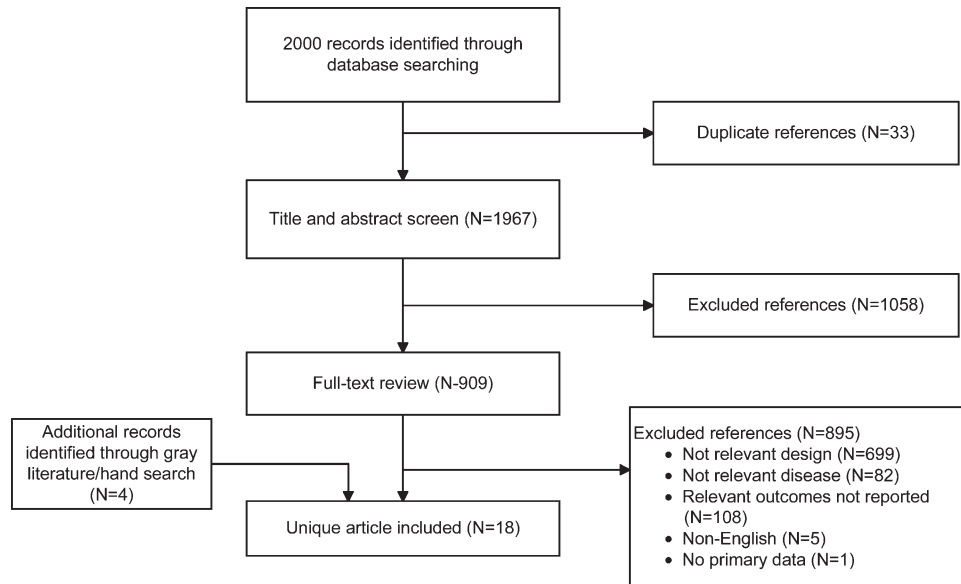 2000 records identified through
database searching
Duplicate references (N=33)
Title and abstract screen (N=1967)
Excluded references (N=1058)
Full-text review (N-909)
Additional records
identified through gray
literature/hand search
(N=4)
Excluded references (N=895)
• Not relevant design (N=699)
• Not relevant disease (N=82)
• Relevant outcomes not reported
(N=108)
• Non-English (N=5)
• No primary data (N=1)
Unique article included (N=18)